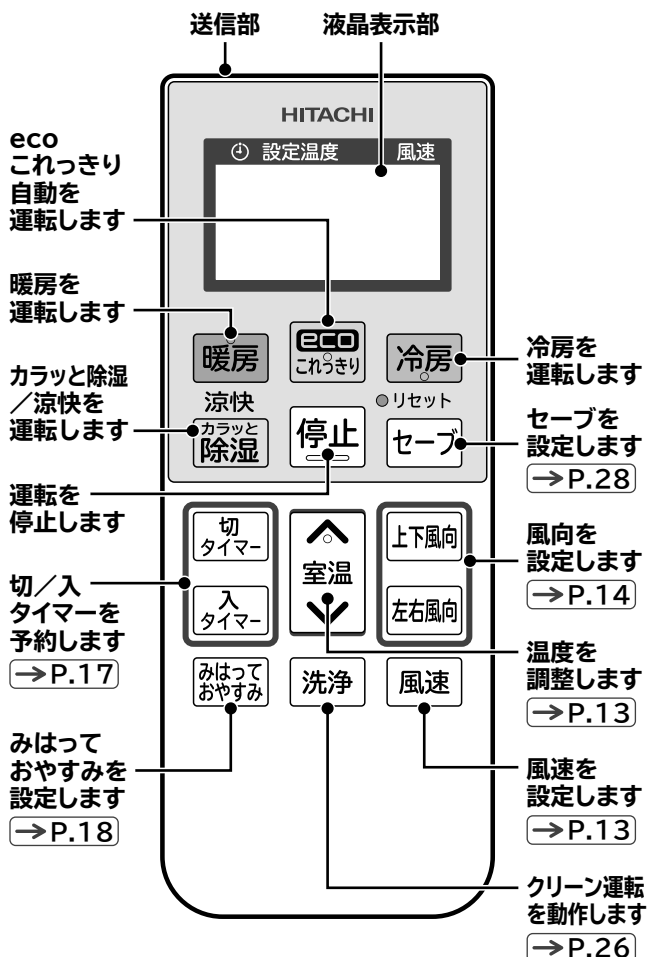 送信部
液晶表示部
HITACHI
設定温度 風速
eco
これっきり
自動を
運転します
暖房を
運転します
カラッと除湿
／涼快を
運転します
運転を
停止します
切／入
タイマーを
予約します
→P.17
みはって
おやすみを
設定します
→P.18
暖房
eco
これっきり
冷房
涼快
リセット
カラッと
除湿
停止
セーブ
切
タイマー
入
タイマー
室温
上下風向
左右風向
みはって
おやすみ
洗浄
風速
冷房を
運転します
セーブを
設定します
→P.28
風向を
設定します
→P.14
温度を
調整します
→P.13
風速を
設定します
→P.13
クリーン運転
を動作します
→P.26